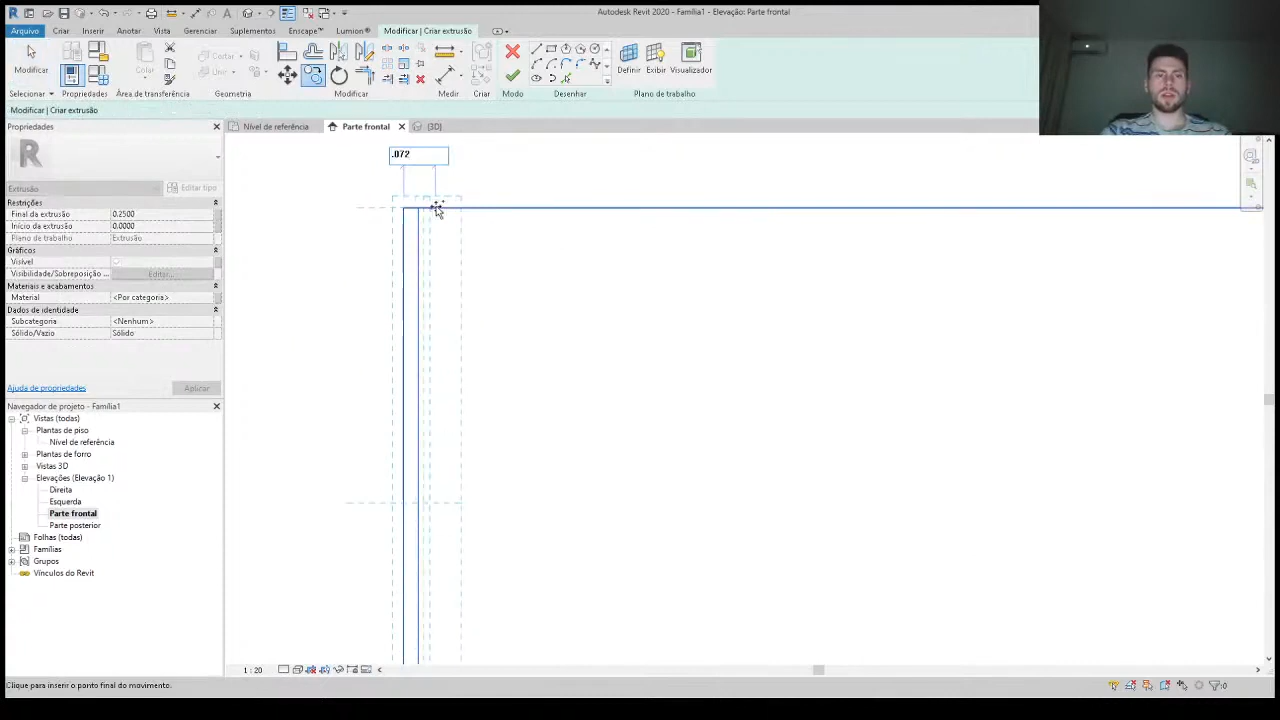 Autodesk Revit 2020 - Família1 - Elevação: Parte frontal
Arquivo Criar Inserir Anotar Vista Gerenciar Suplementos Enscape™ Lumion® Modificar | Criar extrusão
Modificar Cola Cortar Unir Definir Exibir Visualizador
Selecionar Propriedades Área de transferência Geometria Modificar Medir Criar Modo Desenhar Plano de trabalho
Modificar | Criar extrusão
Propriedades
Nível de referência Parte frontal {3D}
.072
R
Extrusão Editar tipo
Restrições
Final da extrusão 0.2500
Início da extrusão 0.0000
Plano de trabalho Extrusão
Gráficos
Visível
Visibilidade/Sobreposição ... Editar...
Materiais e acabamentos
Material <Por categoria>
Dados de identidade
Subcategoria <Nenhum>
Sólido/Vazio Sólido
Ajuda de propriedades Aplicar
Navegador de projeto - Família1
Vistas (todas)
Plantas de piso
Nível de referência
Plantas de forro
Vistas 3D
Elevações (Elevação 1)
Direita
Esquerda
Parte frontal
Parte posterior
Folhas (todas)
Famílias
Grupos
Vínculos do Revit
1 : 20
Clique para inserir o ponto final do movimento.
:0